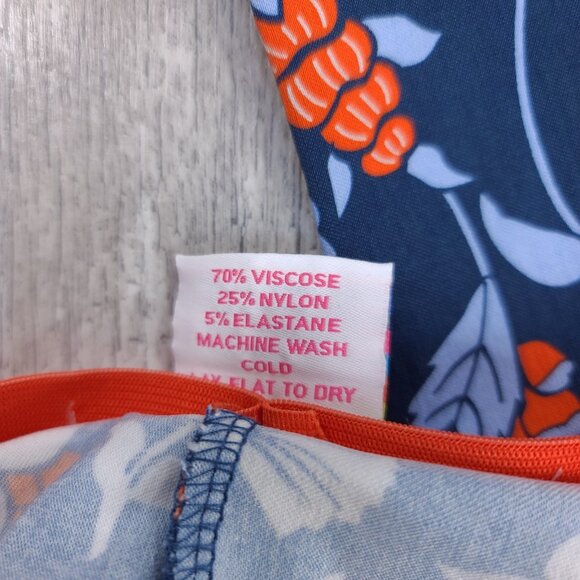 70% VISCOSE
25% NYLON
5% ELASTANE
MACHINE WASH
COLD
FLAT TO DRY